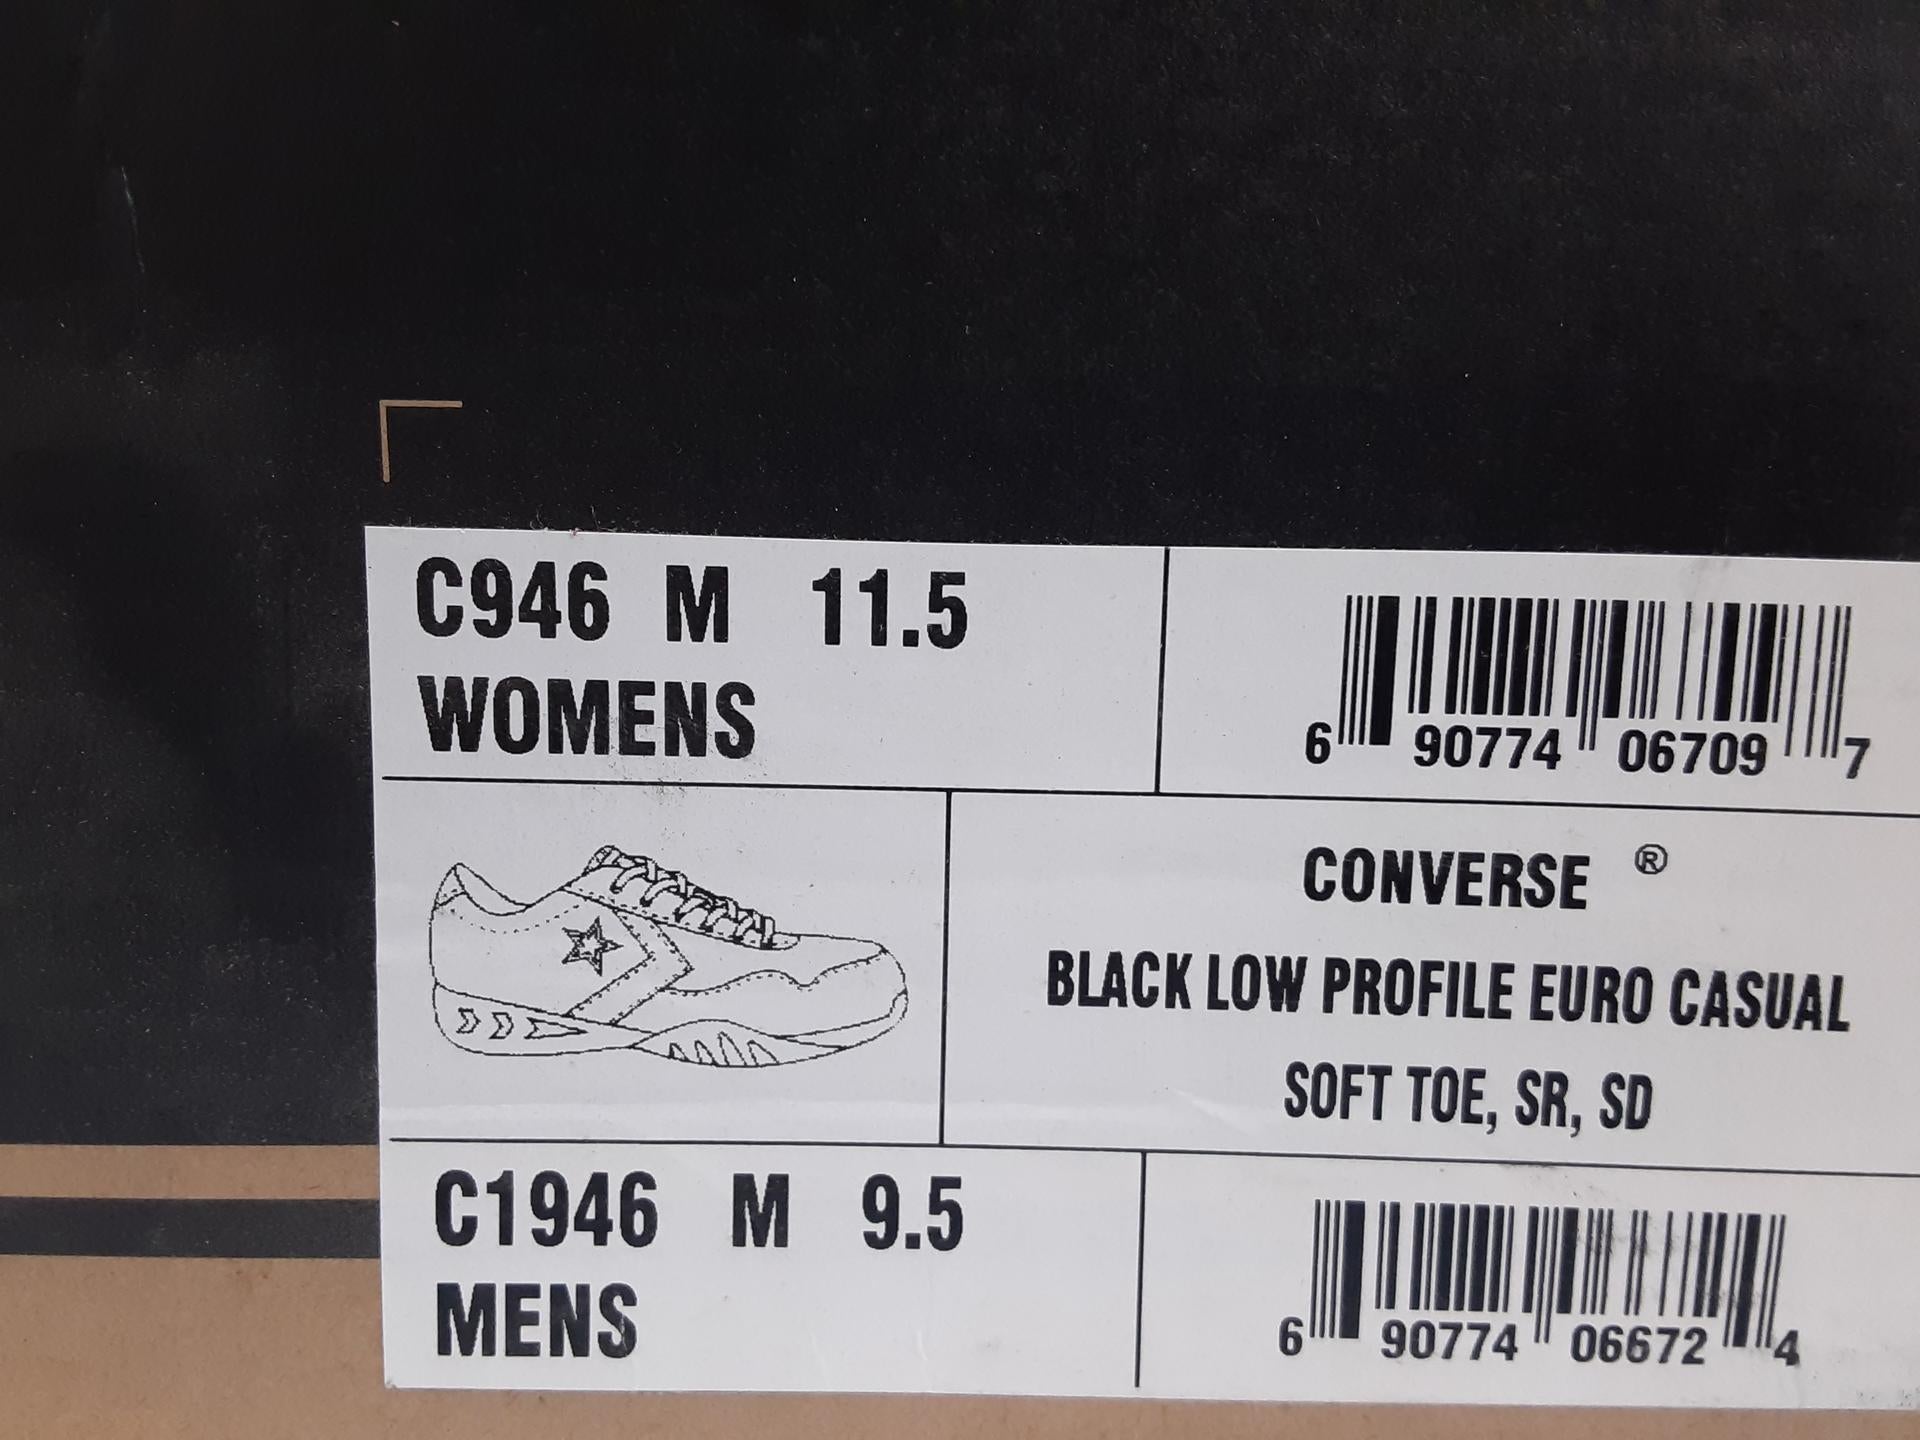 C946 M 11.5
WOMENS
6 90774 06709 7
CONVERSE ®
BLACK LOW PROFILE EURO CASUAL
SOFT TOE, SR, SD
C1946 M 9.5
MENS
6 90774 06672 4